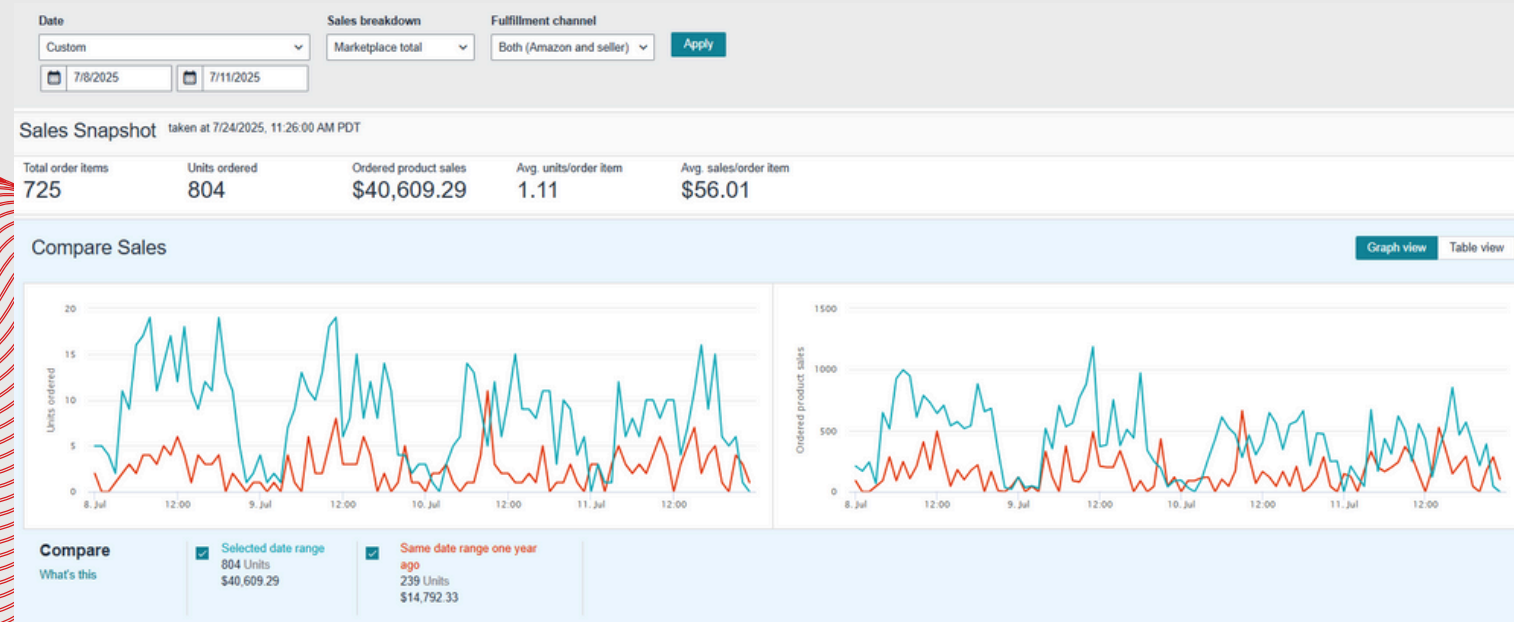 Date Sales breakdown Fulfillment channel
Custom Marketplace total Both (Amazon and seller) Apply
7/8/2025 7/11/2025
Sales Snapshot taken at 7/24/2025, 11:26:00 AM PDT
Total order items Units ordered Ordered product sales Avg. units/order item Avg. sales/order item
725 804 $40,609.29 1.11 $56.01
Compare Sales Graph view Table view
Units ordered
20
15
10
5
0
8. Jul 12:00 9. Jul 12:00 10. Jul 12:00 11. Jul 12:00
Ordered product sales
1500
1000
500
0
8. Jul 12:00 9. Jul 12:00 10. Jul 12:00 11. Jul 12:00
Compare
What's this
Selected date range
804 Units
$40,609.29
Same date range one year
ago
239 Units
$14,792.33